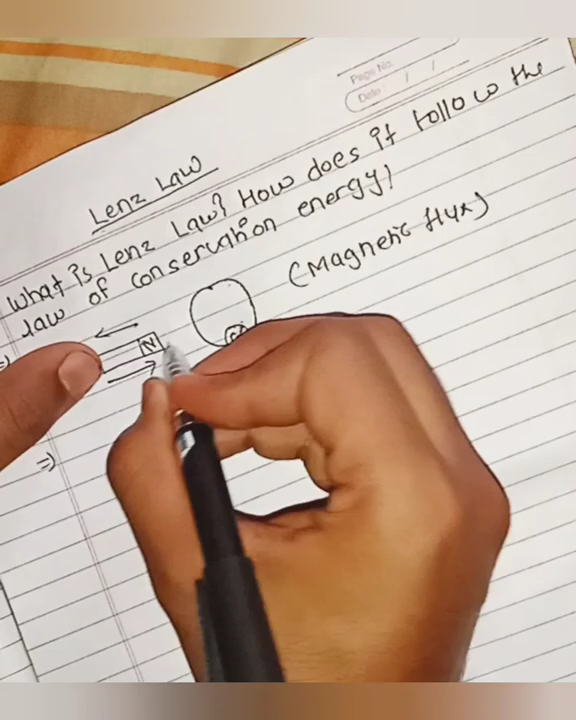 Page No.
Date: / /
Lenz Law
What is Lenz Law? How does it follow the
law of conservation energy?
(Magnetic flux)
N
G
=)
=)